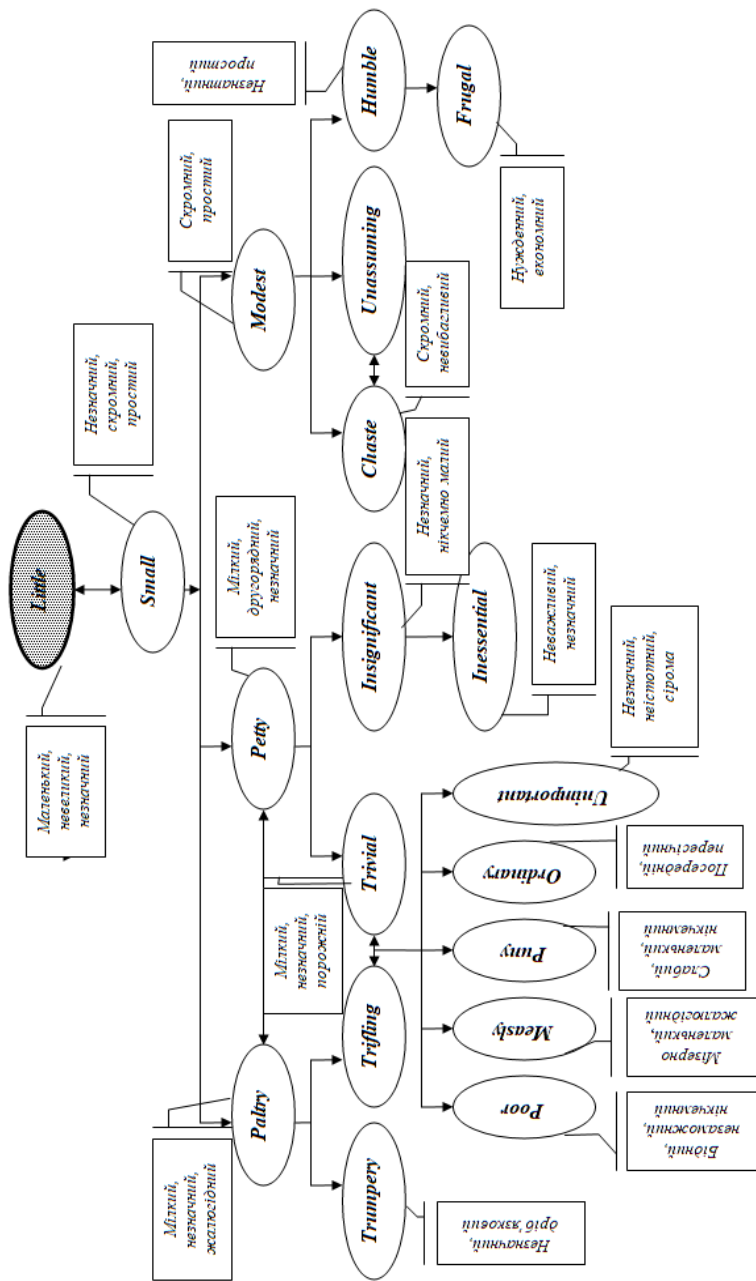 Little
Маленький,
невеликий,
незначний
Small
Незначний,
скромний,
простий
Paltry
Мілкий,
незначний,
жалюгідний
Petty
Мілкий,
другорядний,
незначний
Modest
Скромний,
простий
Trumpery
Незначний,
дріб'язковий
Trifling
Мілкий,
незначний,
порожній
Trivial
Insignificant
Незначний,
нікчемно малий
Chaste
Скромний,
невибагливий
Unassuming
Humble
Незнатний,
простий
Poor
Бідний,
незаможний,
нікчемний
Measly
Мізерно
маленький,
жалюгідний
Puny
Слабий,
маленький,
нікчемний
Ordinary
Посередній,
пересічний
Unimportant
Незначний,
неістотний,
сірома
Inessential
Неважливий,
незначний
Frugal
Нужденний,
економний